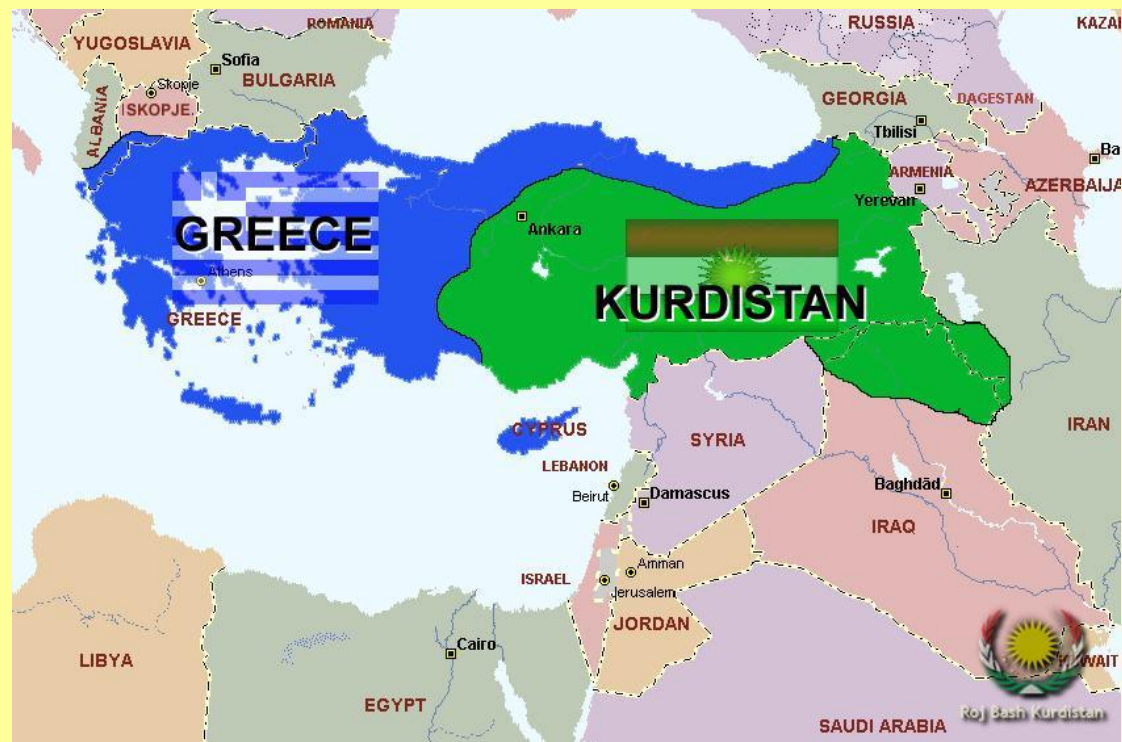 ROMANIA
RUSSIA
KAZA
YUGOSLAVIA
Sofia
BULGARIA
Skopje
ISKOPJE.
ALBANIA
GEORGIA
DAGESTAN
Tbilisi
Ba
ARMENIA
AZERBAIJA
Yerevan
GREECE
Ankara
Athens
KURDISTAN
GREECE
CYPRUS
SYRIA
IRAN
LEBANON
Beirut
Damascus
Baghdād
IRAQ
ISRAEL
Amman
Jerusalem
JORDAN
Cairo
LIBYA
KUWAIT
EGYPT
Roj Bash Kurdistan
SAUDI ARABIA